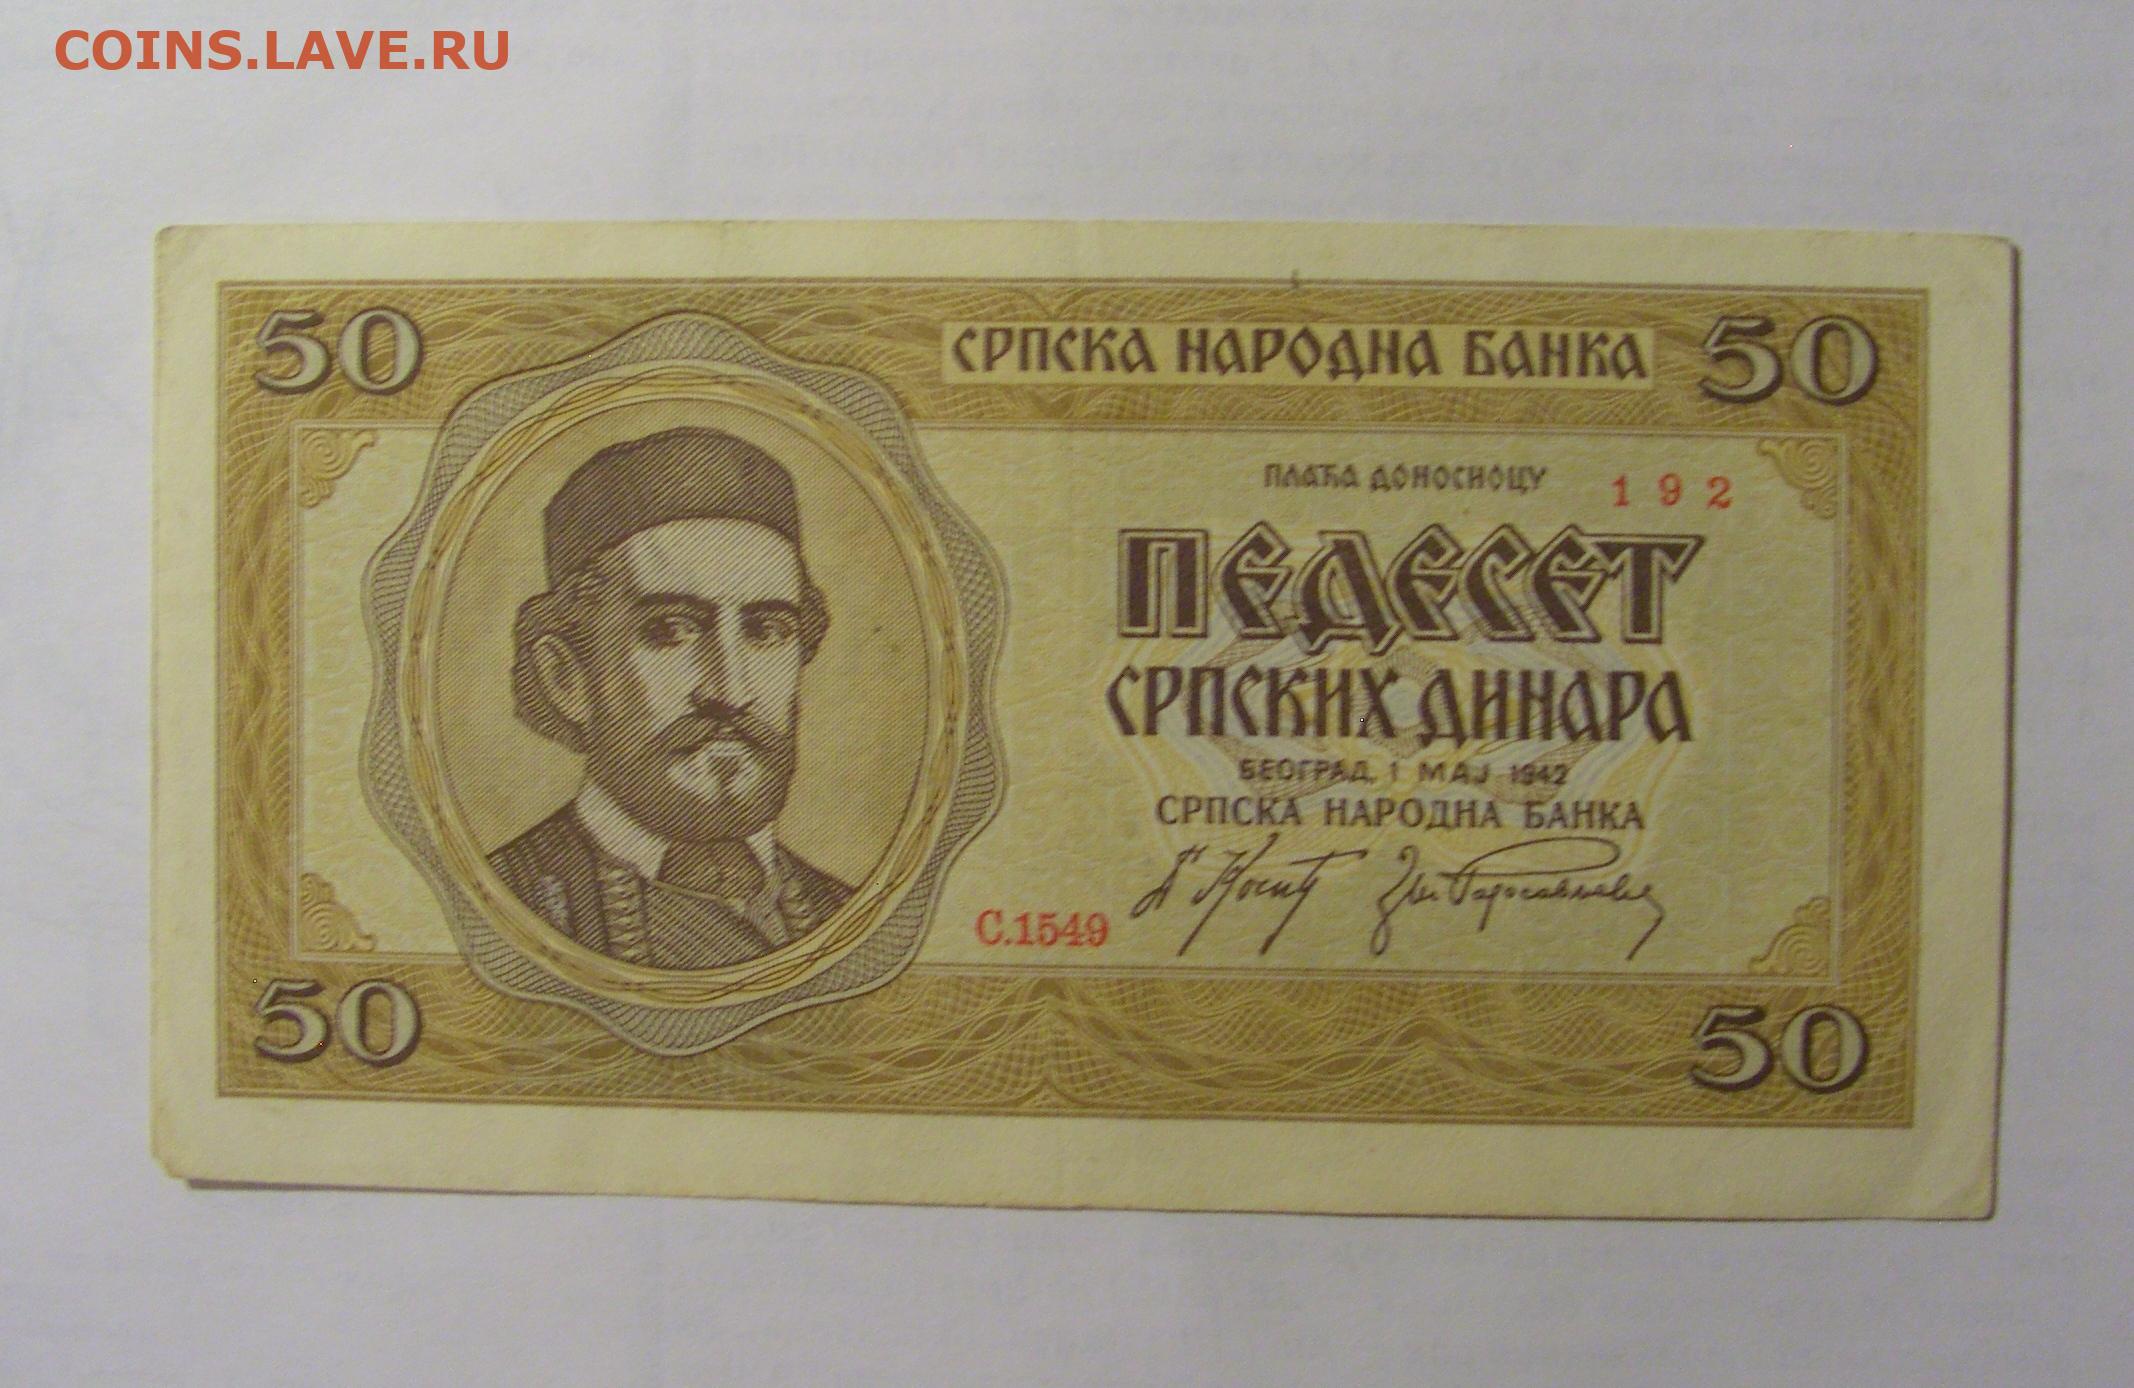 COINS.LAVE.RU
50
СРПСКА НАРОДНА БАНКА
50
ПЛАЋА ДОНОСИОЦУ
192
ПЕДЕСЕТ
СРПСКИХ ДИНАРА
БЕОГРАД, 1 МАЈ 1942
СРПСКА НАРОДНА БАНКА
С.1549
50
50